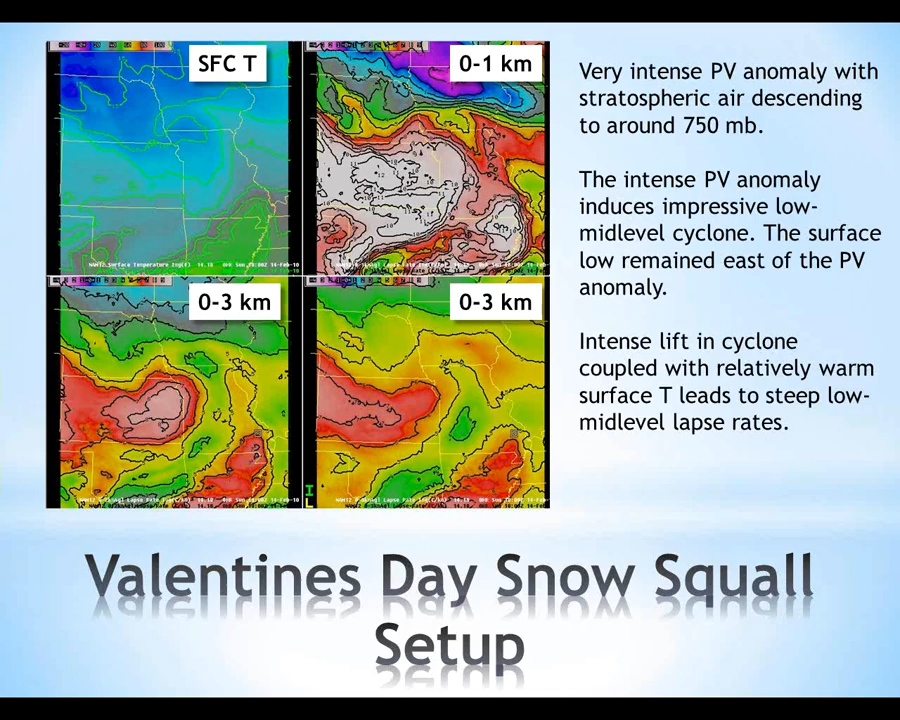 SFC T
0-1 km
0-3 km
0-3 km
Very intense PV anomaly with
stratospheric air descending
to around 750 mb.
The intense PV anomaly
induces impressive low-
midlevel cyclone. The surface
low remained east of the PV
anomaly.
Intense lift in cyclone
coupled with relatively warm
surface T leads to steep low-
midlevel lapse rates.
Valentines Day Snow Squall
Setup